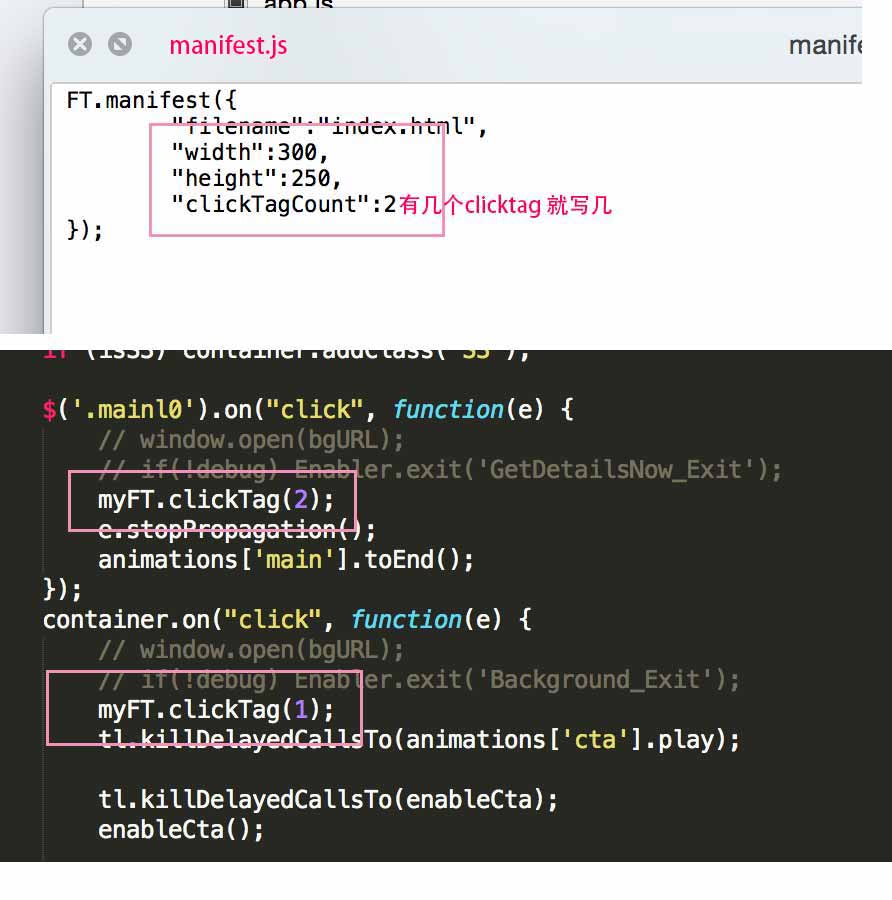 app.js
manifest.js
manife
FT.manifest({
"filename":"index.html",
"width":300,
"height":250,
"clickTagCount":2有几个clicktag 就写几
});
if (isS3) container.addClass('S3');
$('.mainl0').on("click", function(e) {
// window.open(bgURL);
// if(!debug) Enabler.exit('GetDetailsNow_Exit');
myFT.clickTag(2);
e.stopPropagation();
animations['main'].toEnd();
});
container.on("click", function(e) {
// window.open(bgURL);
// if(!debug) Enabler.exit('Background_Exit');
myFT.clickTag(1);
tl.killDelayedCallsTo(animations['cta'].play);
tl.killDelayedCallsTo(enableCta);
enableCta();